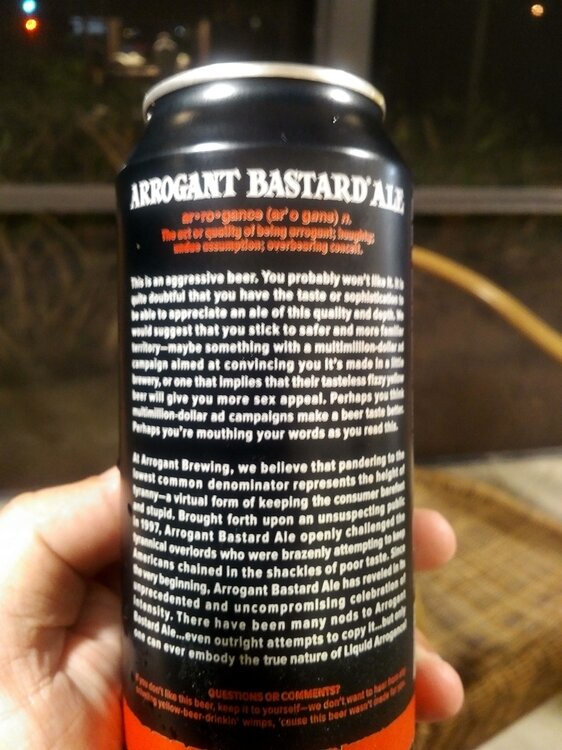 ARROGANT BASTARD ALE
ar•ro•gance (ar'o gans) n.
The act or quality of being arrogant; haughty;
undue assumption; overbearing conceit.
This is an aggressive beer. You probably won't like it. It is
quite doubtful that you have the taste or sophistication to
be able to appreciate an ale of this quality and depth. We
would suggest that you stick to safer and more familiar
territory—maybe something with a multimillion-dollar ad
campaign aimed at convincing you it's made in a little
brewery, or one that implies that their tasteless fizzy yellow
beer will give you more sex appeal. Perhaps you think
multimillion-dollar ad campaigns make a beer taste better.
Perhaps you're mouthing your words as you read this.
At Arrogant Brewing, we believe that pandering to the
lowest common denominator represents the height of
tyranny—a virtual form of keeping the consumer barefoot
and stupid. Brought forth upon an unsuspecting public
in 1997, Arrogant Bastard Ale openly challenged the
tyrannical overlords who were brazenly attempting to keep
Americans chained in the shackles of poor taste. Since
the very beginning, Arrogant Bastard Ale has reveled in its
unprecedented and uncompromising celebration of
intensity. There have been many nods to Arrogant
Bastard Ale...even outright attempts to copy it...but only
one can ever embody the true nature of Liquid Arrogance!
QUESTIONS OR COMMENTS?
If you don't like this beer, keep it to yourself—we don't want to hear from any
sniveling yellow-beer-drinkin' wimps, 'cause this beer wasn't made for you.